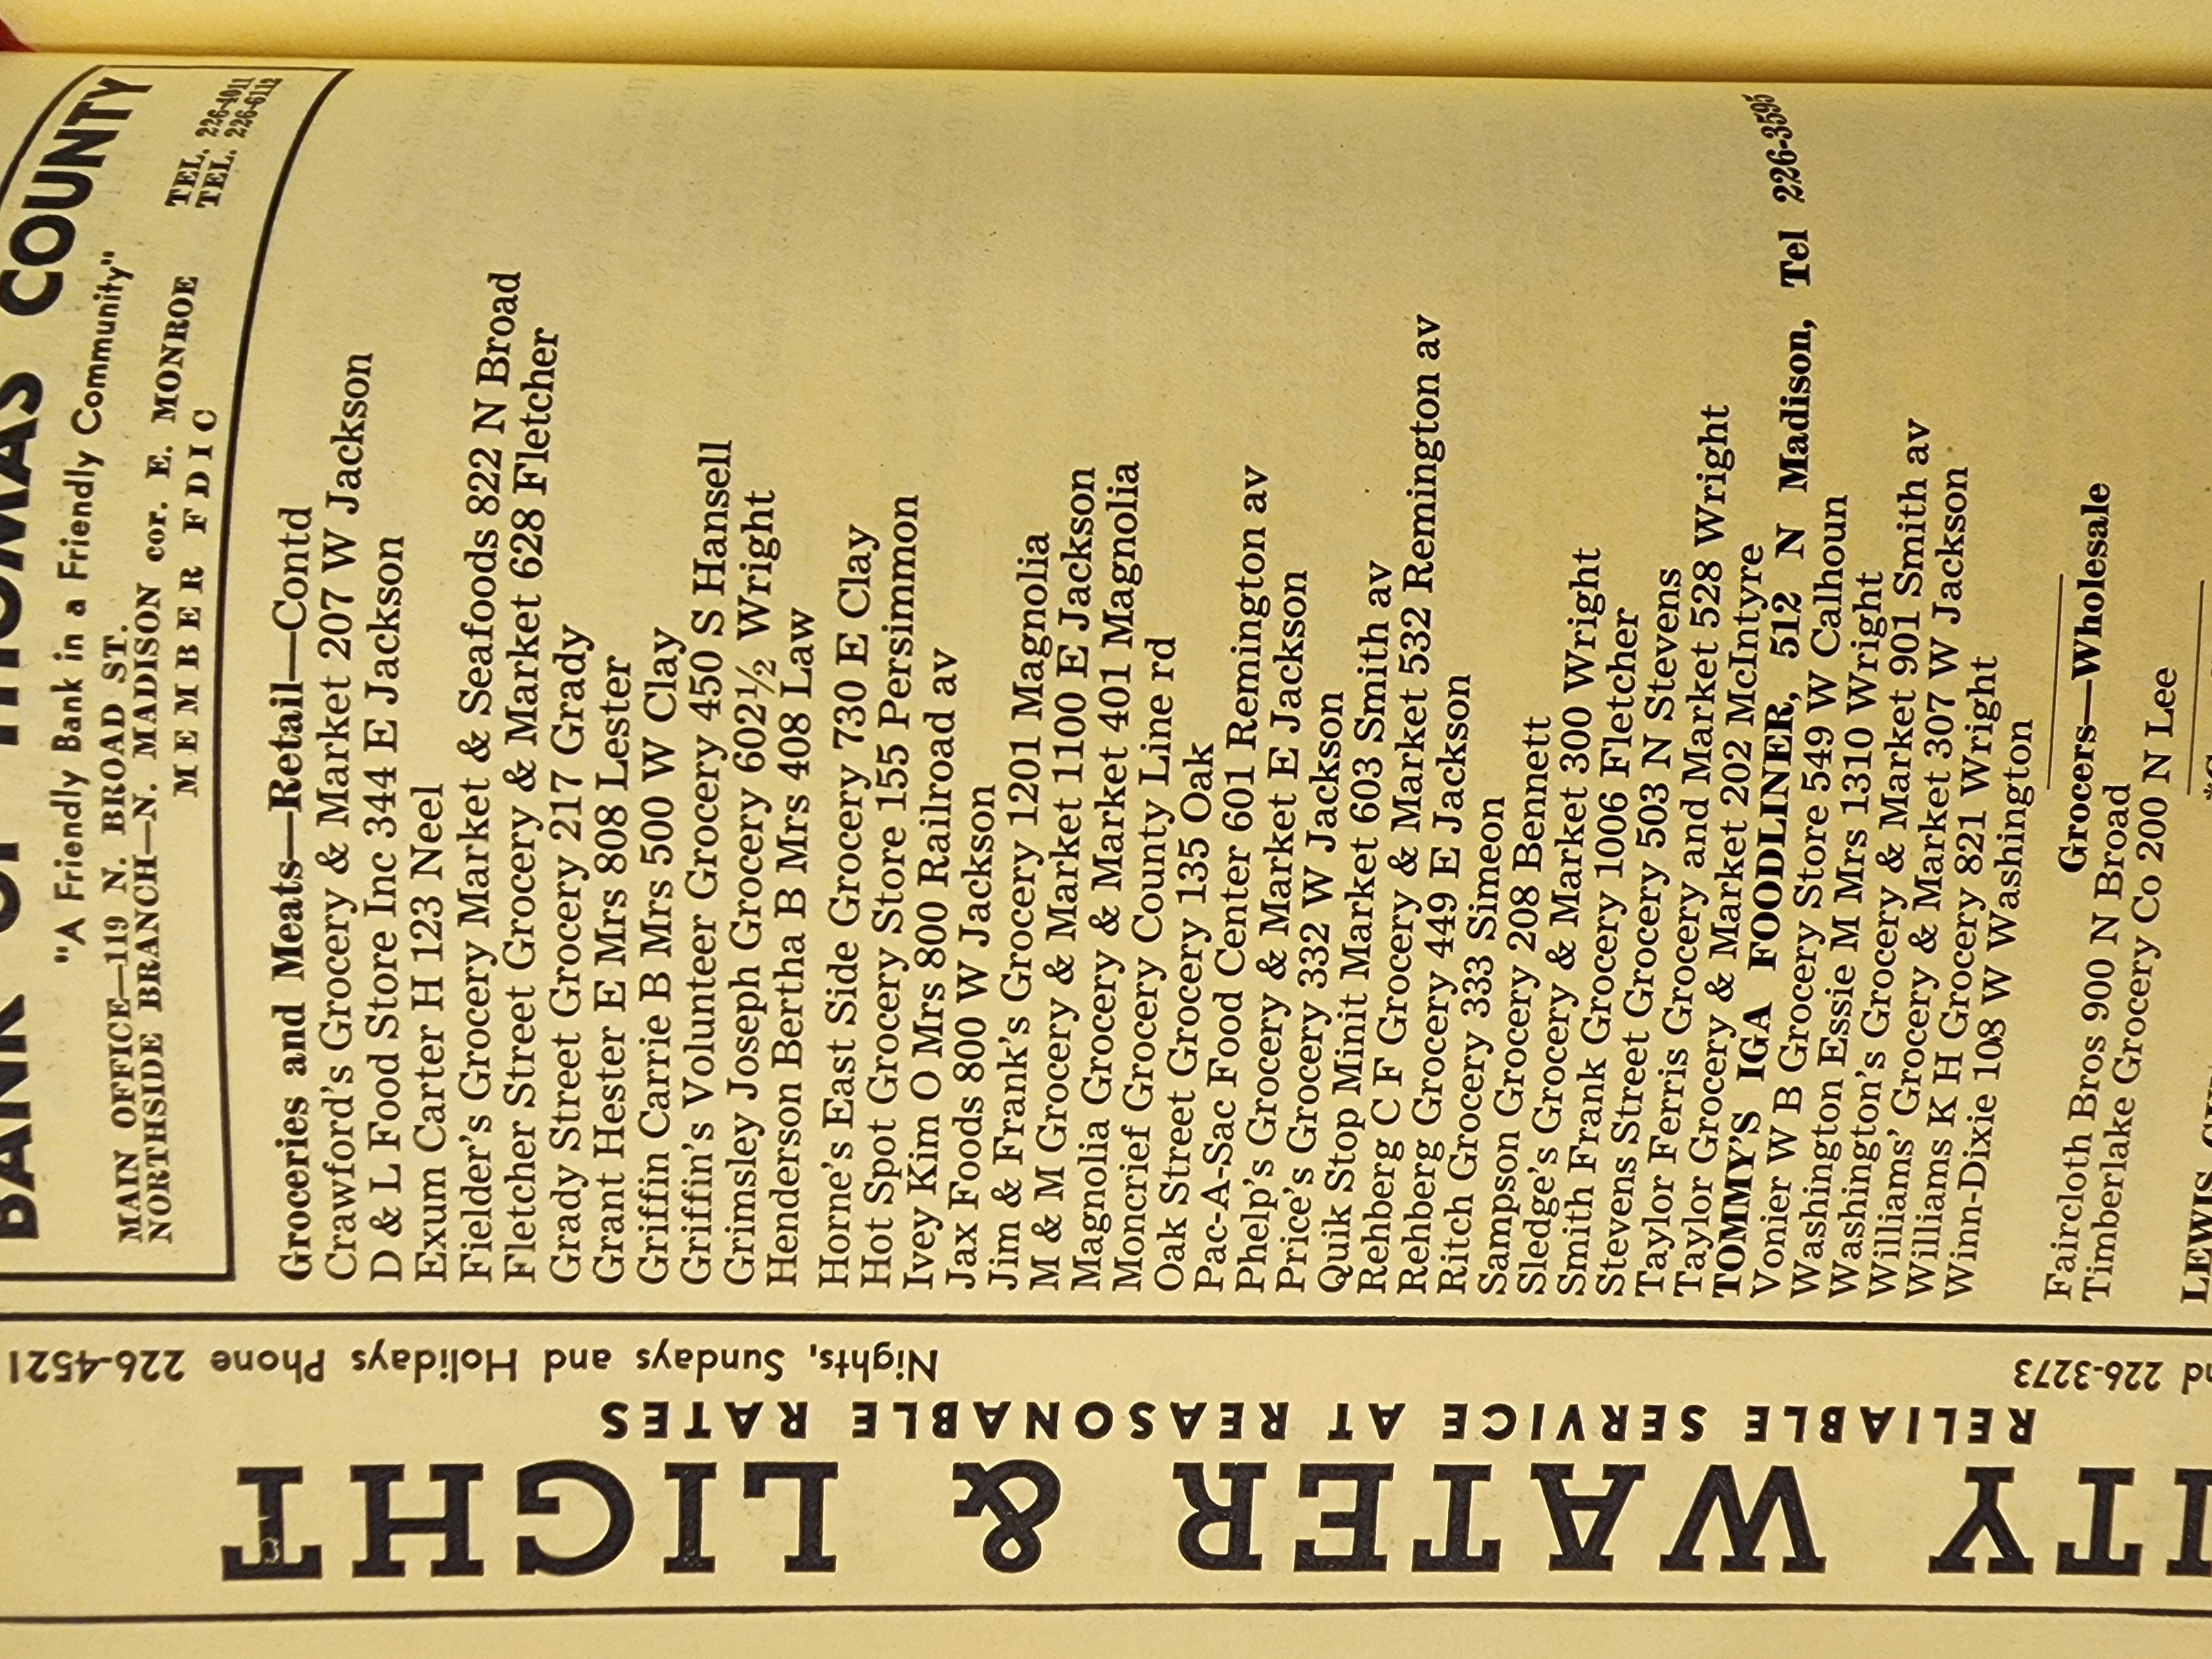 BANK OF THOMAS COUNTY
"A Friendly Bank in a Friendly Community"
MAIN OFFICE—119 N. BROAD ST. TEL. 226-4011
NORTHSIDE BRANCH—N. MADISON cor. E. MONROE TEL. 226-6112
MEMBER FDIC
Groceries and Meats—Retail—Contd
Crawford's Grocery & Market 207 W Jackson
D & L Food Store Inc 344 E Jackson
Exum Carter H 123 Neel
Fielder's Grocery Market & Seafoods 822 N Broad
Fletcher Street Grocery & Market 628 Fletcher
Grady Street Grocery 217 Grady
Grant Hester E Mrs 808 Lester
Griffin Carrie B Mrs 500 W Clay
Griffin's Volunteer Grocery 450 S Hansell
Grimsley Joseph Grocery 602½ Wright
Henderson Bertha B Mrs 408 Law
Horne's East Side Grocery 730 E Clay
Hot Spot Grocery Store 155 Persimmon
Ivey Kim O Mrs 800 Railroad av
Jax Foods 800 W Jackson
Jim & Frank's Grocery 1201 Magnolia
M & M Grocery & Market 1100 E Jackson
Magnolia Grocery & Market 401 Magnolia
Moncrief Grocery County Line rd
Oak Street Grocery 135 Oak
Pac-A-Sac Food Center 601 Remington av
Phelp's Grocery & Market E Jackson
Price's Grocery 332 W Jackson
Quik Stop Minit Market 603 Smith av
Rehberg C F Grocery & Market 532 Remington av
Rehberg Grocery 449 E Jackson
Ritch Grocery 333 Simeon
Sampson Grocery 208 Bennett
Sledge's Grocery & Market 300 Wright
Smith Frank Grocery 1006 Fletcher
Stevens Street Grocery 503 N Stevens
Taylor Ferris Grocery and Market 528 Wright
Taylor Grocery & Market 202 McIntyre
TOMMY'S IGA FOODLINER, 512 N Madison, Tel 226-3595
Vonier W B Grocery Store 549 W Calhoun
Washington Essie M Mrs 1310 Wright
Washington's Grocery & Market 901 Smith av
Williams' Grocery & Market 307 W Jackson
Williams K H Grocery 821 Wright
Winn-Dixie 108 W Washington
Grocers—Wholesale
Faircloth Bros 900 N Broad
Timberlake Grocery Co 200 N Lee
LEWIS
WATER & LIGHT
RELIABLE SERVICE AT REASONABLE RATES
226-3273
Nights, Sundays and Holidays Phone 226-4521